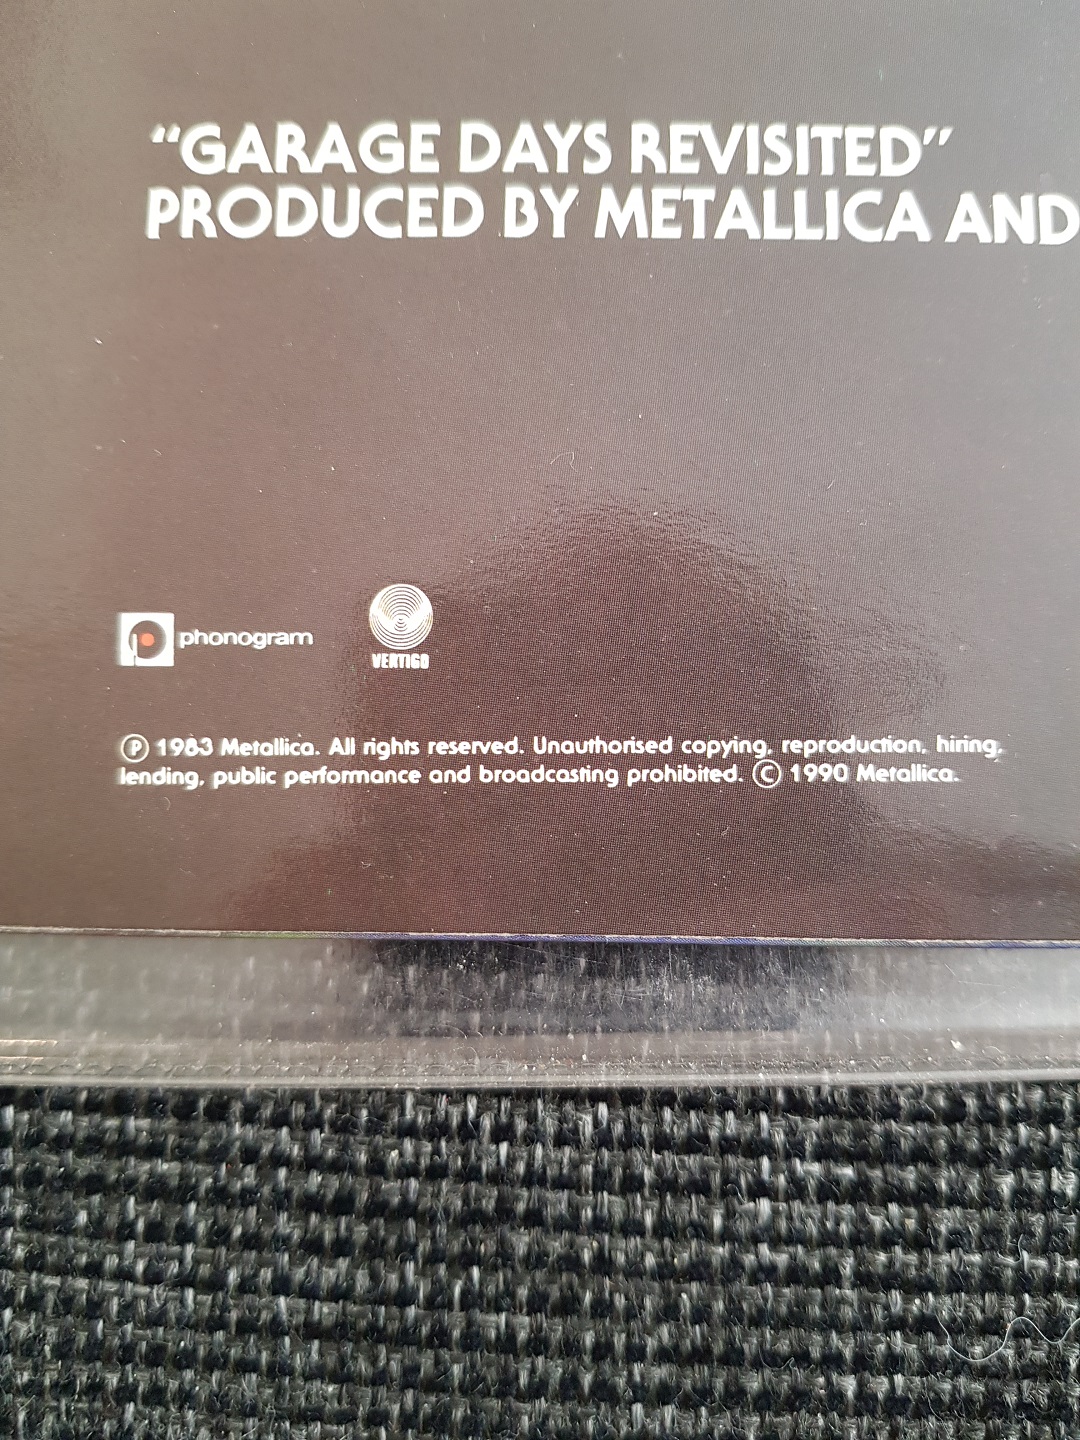 “GARAGE DAYS REVISITED”
PRODUCED BY METALLICA AND
phonogram
VERTIGO
Ⓟ 1983 Metallica. All rights reserved. Unauthorised copying, reproduction, hiring,
lending, public performance and broadcasting prohibited. © 1990 Metallica.